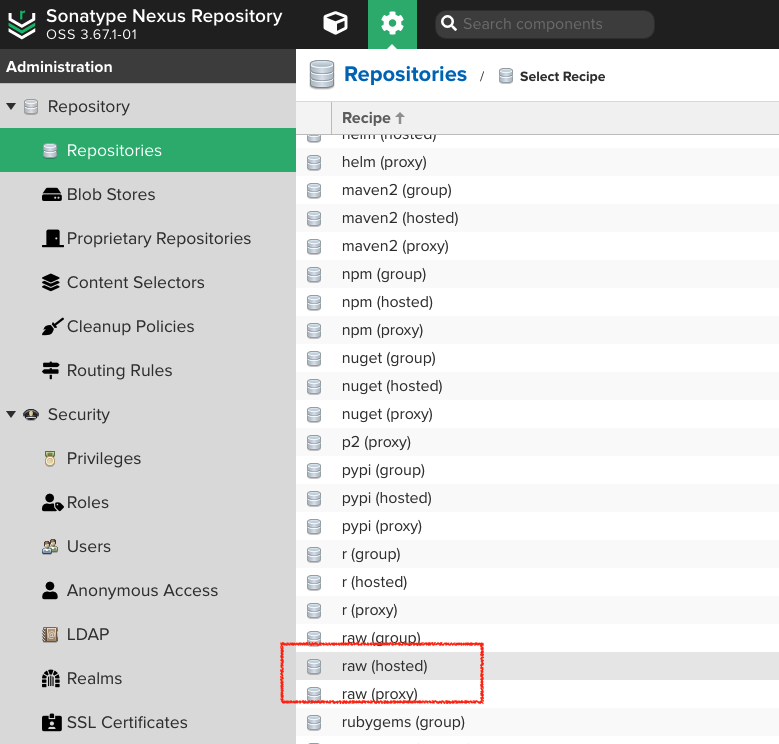 Sonatype Nexus Repository
OSS 3.67.1-01
Search components
Administration
Repository
Repositories
Blob Stores
Proprietary Repositories
Content Selectors
Cleanup Policies
Routing Rules
Security
Privileges
Roles
Users
Anonymous Access
LDAP
Realms
SSL Certificates
Repositories / Select Recipe
Recipe
helm (hosted)
helm (proxy)
maven2 (group)
maven2 (hosted)
maven2 (proxy)
npm (group)
npm (hosted)
npm (proxy)
nuget (group)
nuget (hosted)
nuget (proxy)
p2 (proxy)
pypi (group)
pypi (hosted)
pypi (proxy)
r (group)
r (hosted)
r (proxy)
raw (group)
raw (hosted)
raw (proxy)
rubygems (group)